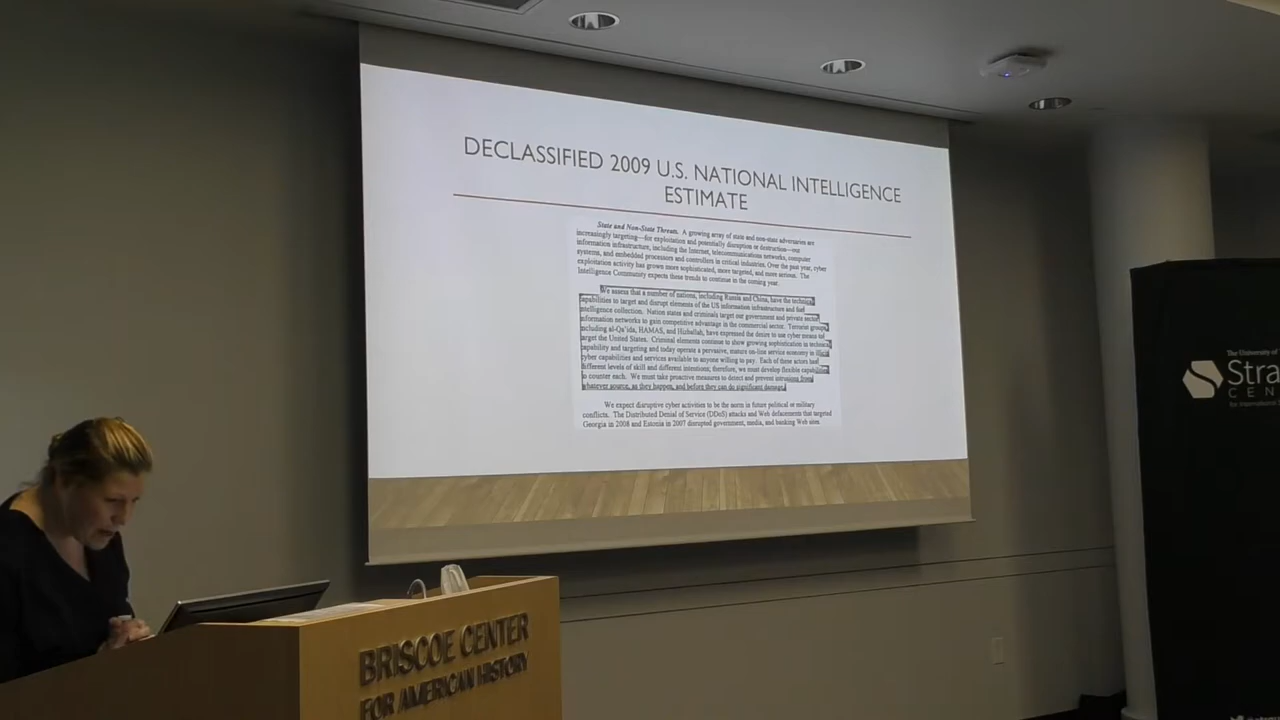 DECLASSIFIED 2009 U.S. NATIONAL INTELLIGENCE
ESTIMATE
State and Non-State Threats. A growing array of state and non-state adversaries are
increasingly targeting—for exploitation and potentially disruption or destruction—our
information infrastructure, including the Internet, telecommunications networks, computer
systems, and embedded processors and controllers in critical industries. Over the past year, cyber
exploitation activity has grown more sophisticated, more targeted, and more serious. The
Intelligence Community expects these trends to continue in the coming year.
We assess that a number of nations, including Russia and China, have the technical
capabilities to target and disrupt elements of the US information infrastructure and for
intelligence collection. Nation states and criminals target our government and private sector
information networks to gain competitive advantage in the commercial sector. Terrorist groups,
including al-Qa'ida, HAMAS, and Hizballah, have expressed the desire to use cyber means to
target the United States. Criminal elements continue to show growing sophistication in technical
capability and targeting and today operate a pervasive, mature on-line service economy in illicit
cyber capabilities and services available to anyone willing to pay. Each of these actors has
different levels of skill and different intentions; therefore, we must develop flexible capabilities
to counter each. We must take proactive measures to detect and prevent intrusions from
whatever source, as they happen, and before they can do significant damage.
We expect disruptive cyber activities to be the norm in future political or military
conflicts. The Distributed Denial of Service (DDoS) attacks and Web defacements that targeted
Georgia in 2008 and Estonia in 2007 disrupted government, media, and banking Web sites.
The University of
Stra
CEN
for International
BRISCOE CENTER
FOR AMERICAN HISTORY